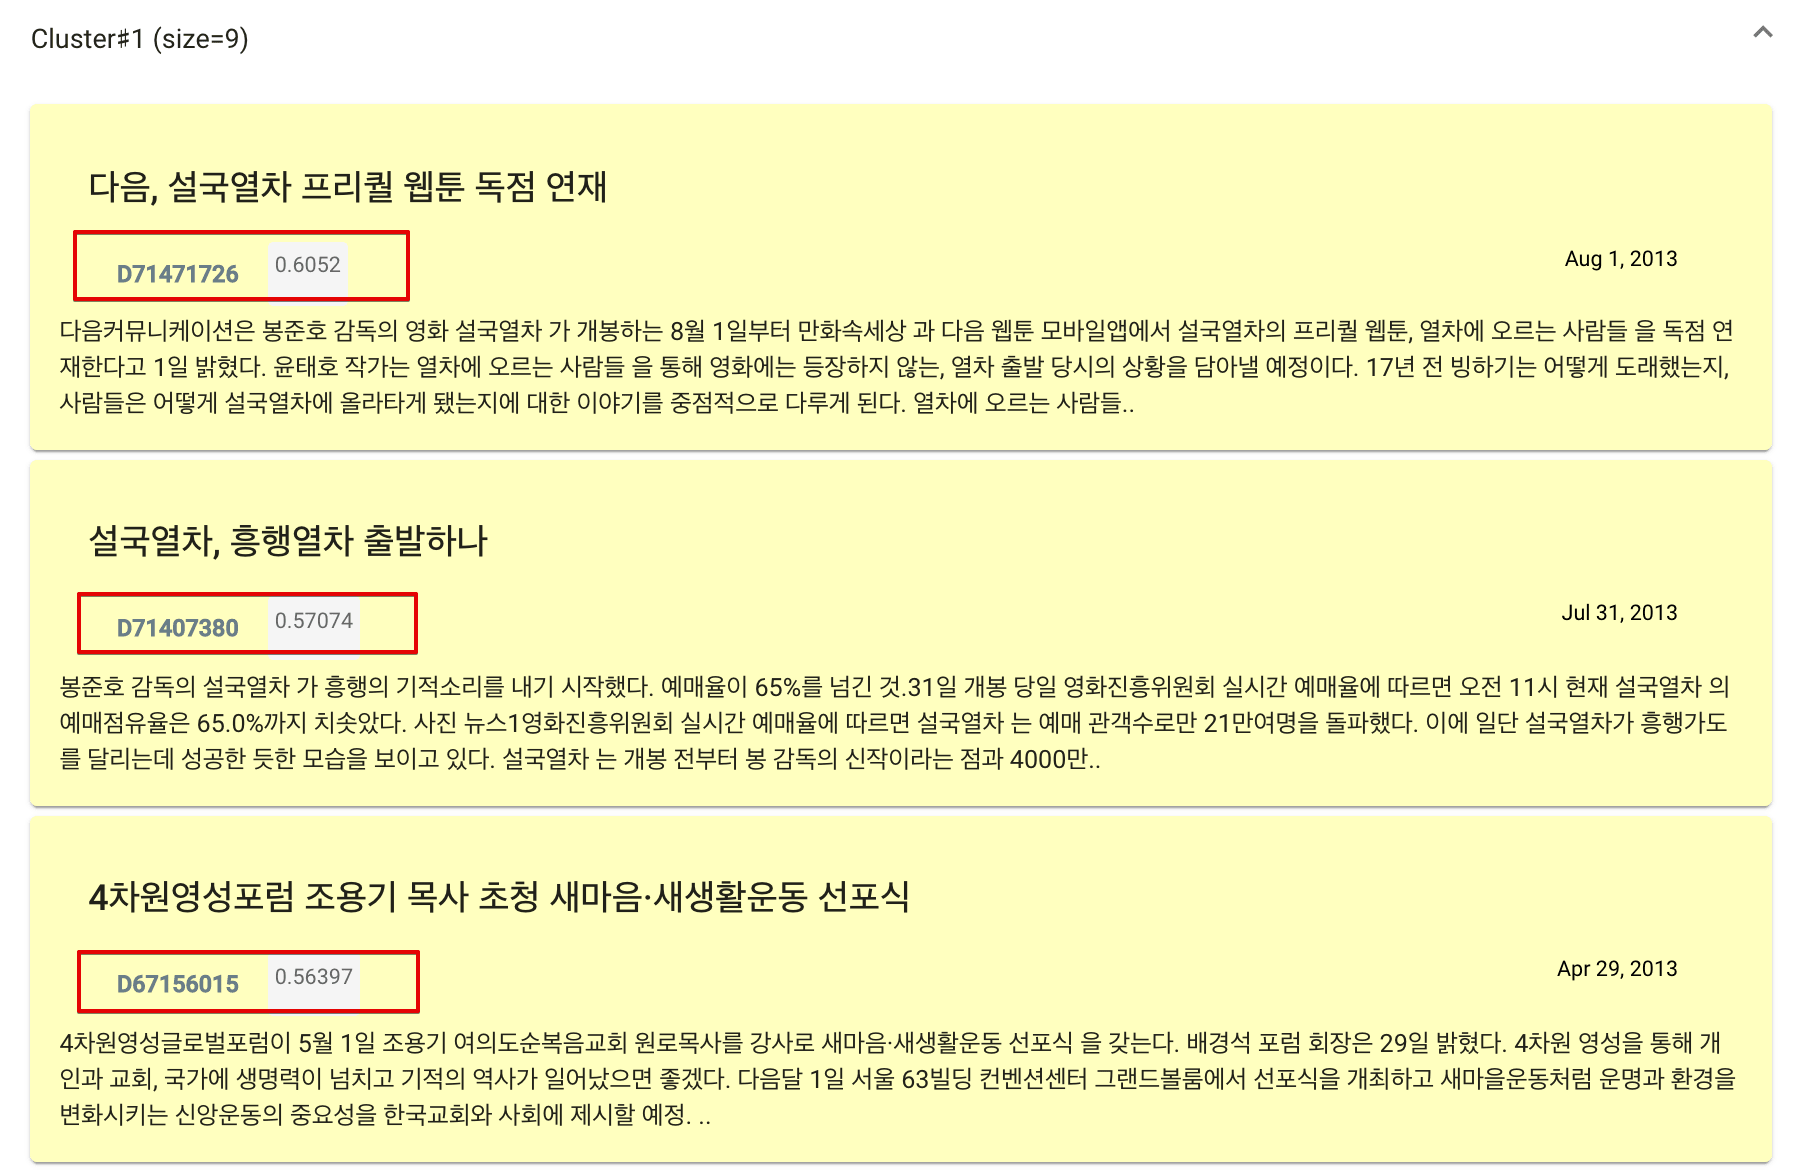 Cluster#1 (size=9)
다음, 설국열차 프리퀄 웹툰 독점 연재
D71471726 0.6052 Aug 1, 2013
다음커뮤니케이션은 봉준호 감독의 영화 설국열차 가 개봉하는 8월 1일부터 만화속세상 과 다음 웹툰 모바일앱에서 설국열차의 프리퀄 웹툰, 열차에 오르는 사람들 을 독점 연
재한다고 1일 밝혔다. 윤태호 작가는 열차에 오르는 사람들 을 통해 영화에는 등장하지 않는, 열차 출발 당시의 상황을 담아낼 예정이다. 17년 전 빙하기는 어떻게 도래했는지,
사람들은 어떻게 설국열차에 올라타게 됐는지에 대한 이야기를 중점적으로 다루게 된다. 열차에 오르는 사람들..
설국열차, 흥행열차 출발하나
D71407380 0.57074 Jul 31, 2013
봉준호 감독의 설국열차 가 흥행의 기적소리를 내기 시작했다. 예매율이 65%를 넘긴 것.31일 개봉 당일 영화진흥위원회 실시간 예매율에 따르면 오전 11시 현재 설국열차 의
예매점유율은 65.0%까지 치솟았다. 사진 뉴스1영화진흥위원회 실시간 예매율에 따르면 설국열차 는 예매 관객수로만 21만여명을 돌파했다. 이에 일단 설국열차가 흥행가도
를 달리는데 성공한 듯한 모습을 보이고 있다. 설국열차 는 개봉 전부터 봉 감독의 신작이라는 점과 4000만..
4차원영성포럼 조용기 목사 초청 새마음·새생활운동 선포식
D67156015 0.56397 Apr 29, 2013
4차원영성글로벌포럼이 5월 1일 조용기 여의도순복음교회 원로목사를 강사로 새마음·새생활운동 선포식 을 갖는다. 배경석 포럼 회장은 29일 밝혔다. 4차원 영성을 통해 개
인과 교회, 국가에 생명력이 넘치고 기적의 역사가 일어났으면 좋겠다. 다음달 1일 서울 63빌딩 컨벤션센터 그랜드볼룸에서 선포식을 개최하고 새마을운동처럼 운명과 환경을
변화시키는 신앙운동의 중요성을 한국교회와 사회에 제시할 예정. ..